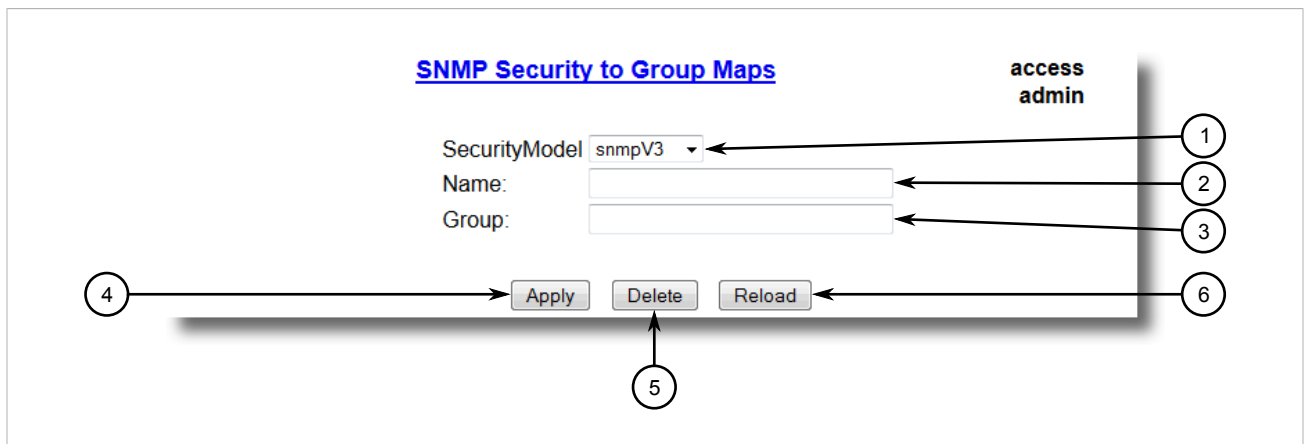 SNMP Security to Group Maps
access
admin
SecurityModel snmpV3
1
Name:
2
Group:
3
4
Apply Delete Reload
6
5